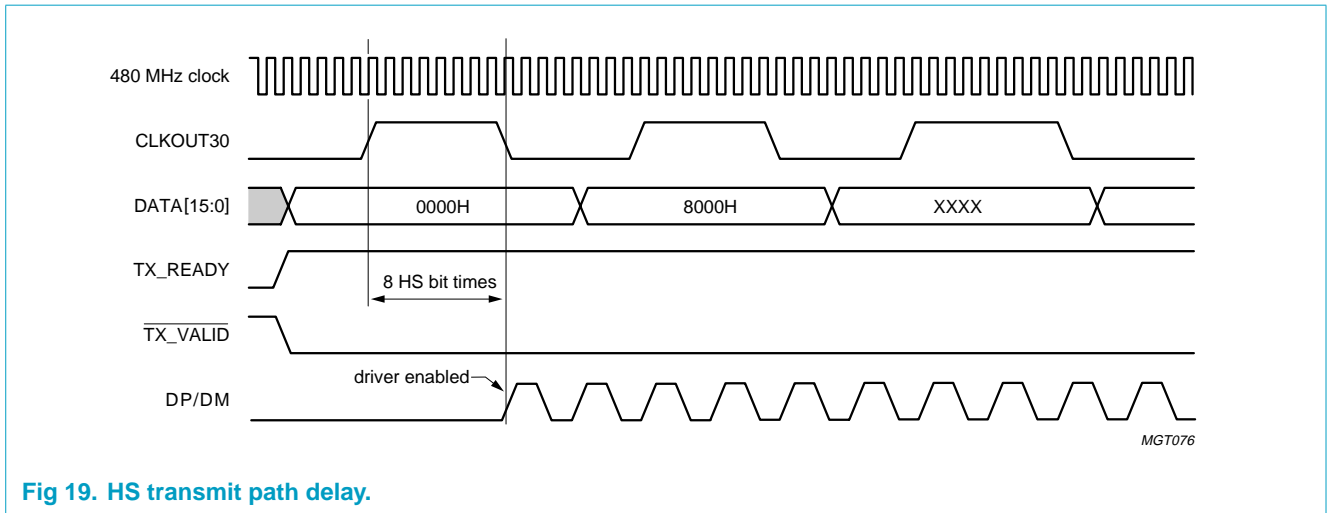 480 MHz clock
CLKOUT30
DATA[15:0]
0000H
8000H
XXXX
TX_READY
8 HS bit times
TX_VALID
driver enabled
DP/DM
MGT076
Fig 19. HS transmit path delay.